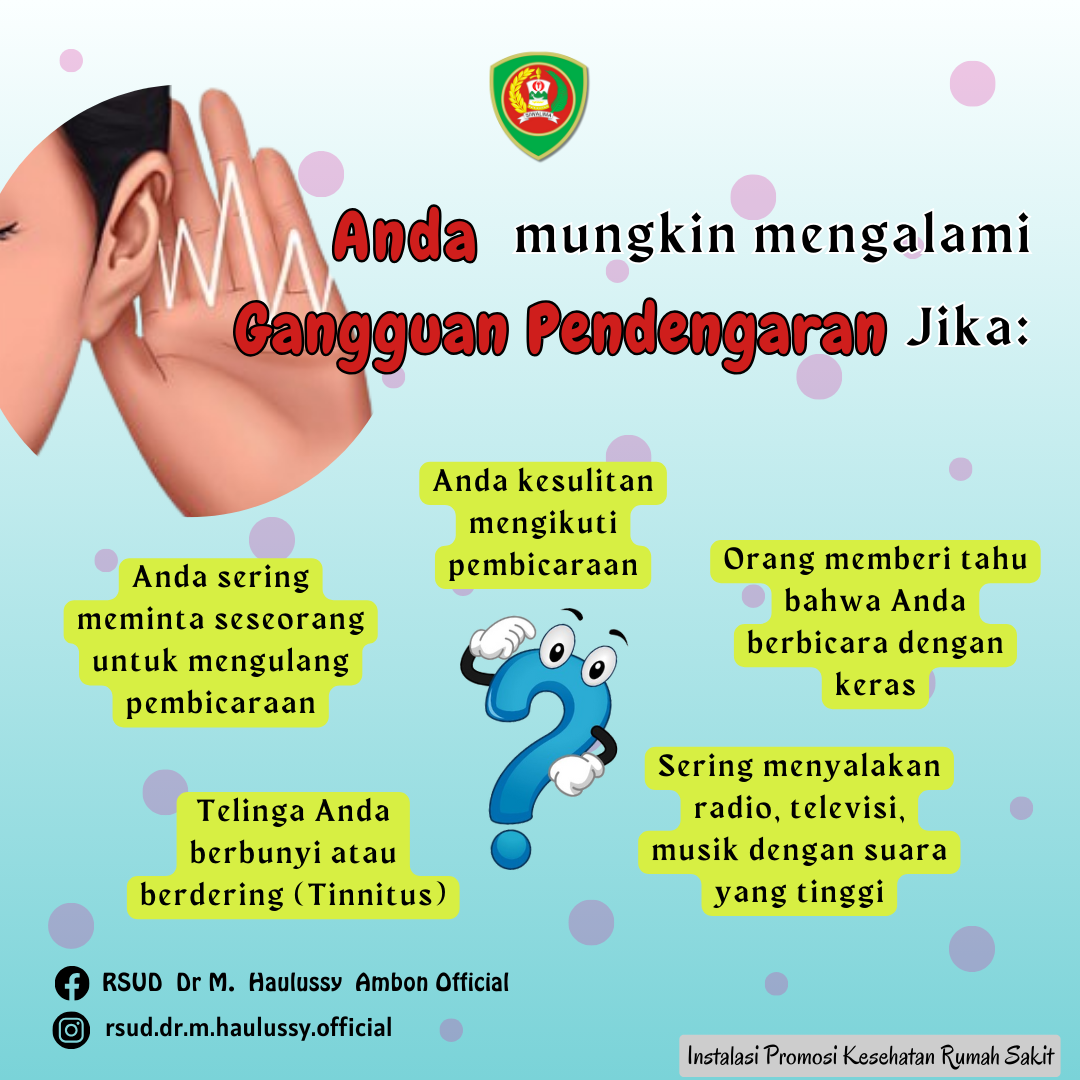 SIWALIMA
Anda mungkin mengalami
Gangguan Pendengaran Jika:
Anda kesulitan
mengikuti
pembicaraan
Anda sering
meminta seseorang
untuk mengulang
pembicaraan
Orang memberi tahu
bahwa Anda
berbicara dengan
keras
Telinga Anda
berbunyi atau
berdering (Tinnitus)
Sering menyalakan
radio, televisi,
musik dengan suara
yang tinggi
RSUD Dr M. Haulussy Ambon Official
rsud.dr.m.haulussy.official
Instalasi Promosi Kesehatan Rumah Sakit